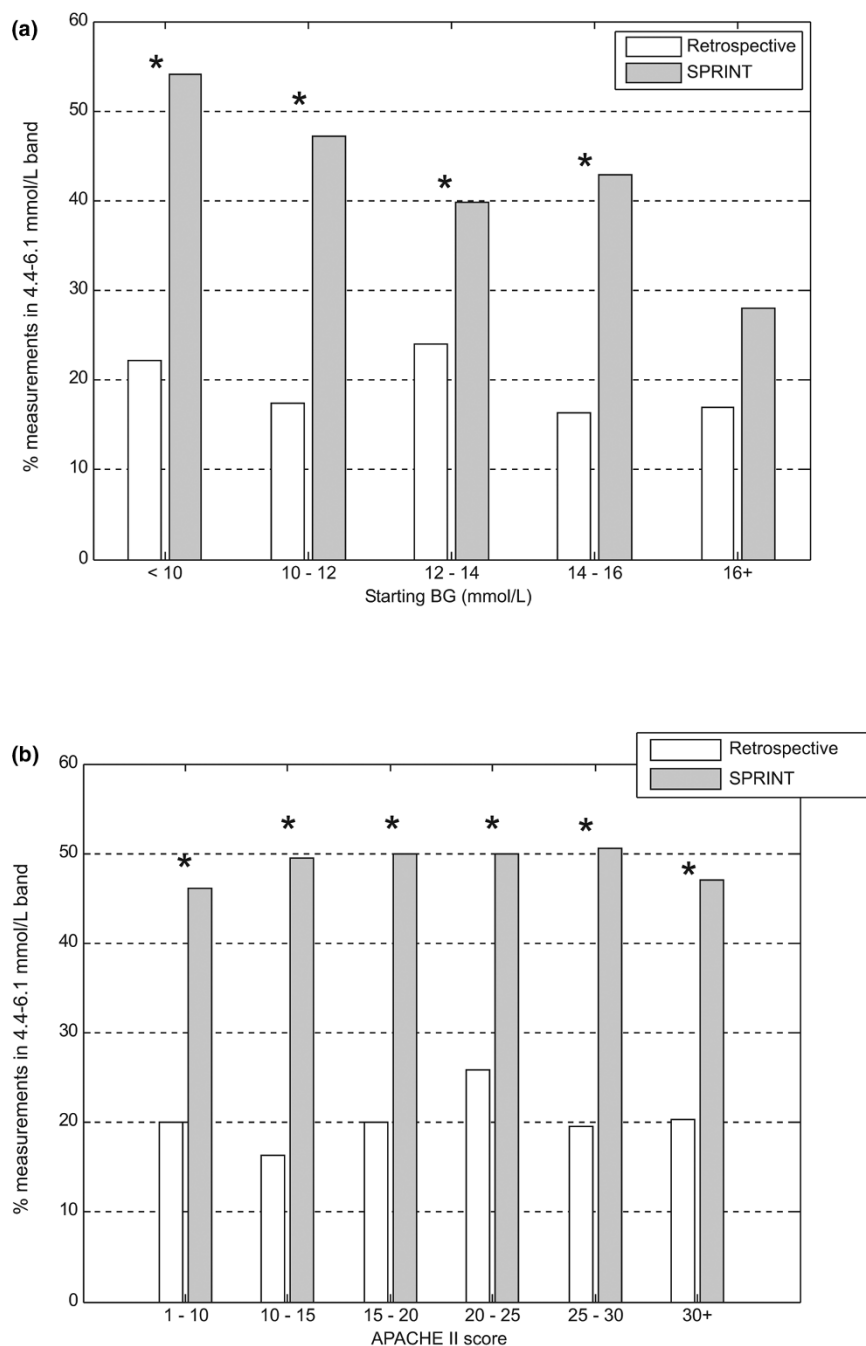 (a)
60
50
40
30
20
10
0
% measurements in 4.4-6.1 mmol/L band
Retrospective
SPRINT
* * * *
< 10 10 - 12 12 - 14 14 - 16 16+
Starting BG (mmol/L)
(b)
60
50
40
30
20
10
0
% measurements in 4.4-6.1 mmol/L band
Retrospective
SPRINT
* * * * * *
1 - 10 10 - 15 15 - 20 20 - 25 25 - 30 30+
APACHE II score